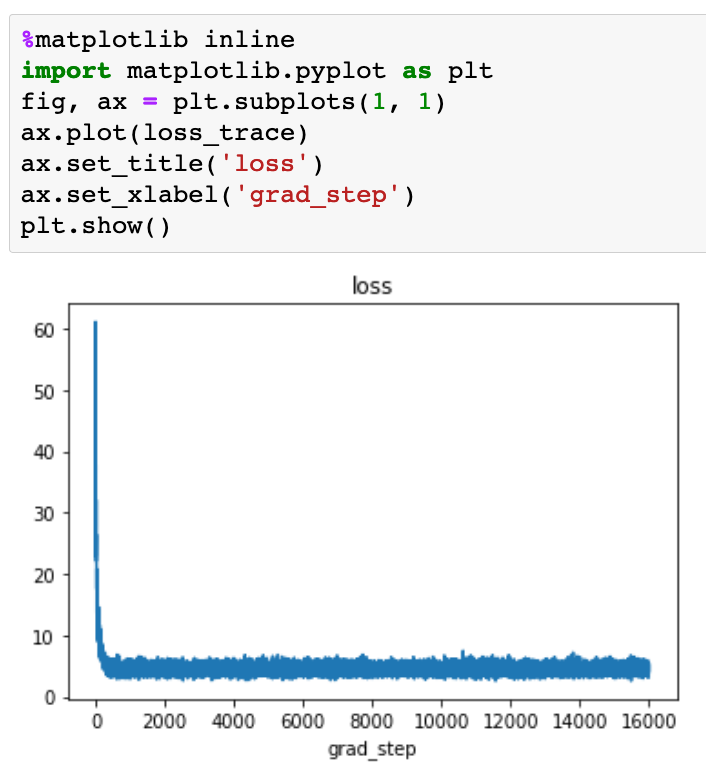 %matplotlib inline
import matplotlib.pyplot as plt
fig, ax = plt.subplots(1, 1)
ax.plot(loss_trace)
ax.set_title('loss')
ax.set_xlabel('grad_step')
plt.show()
loss
60
50
40
30
20
10
0
0 2000 4000 6000 8000 10000 12000 14000 16000
grad_step